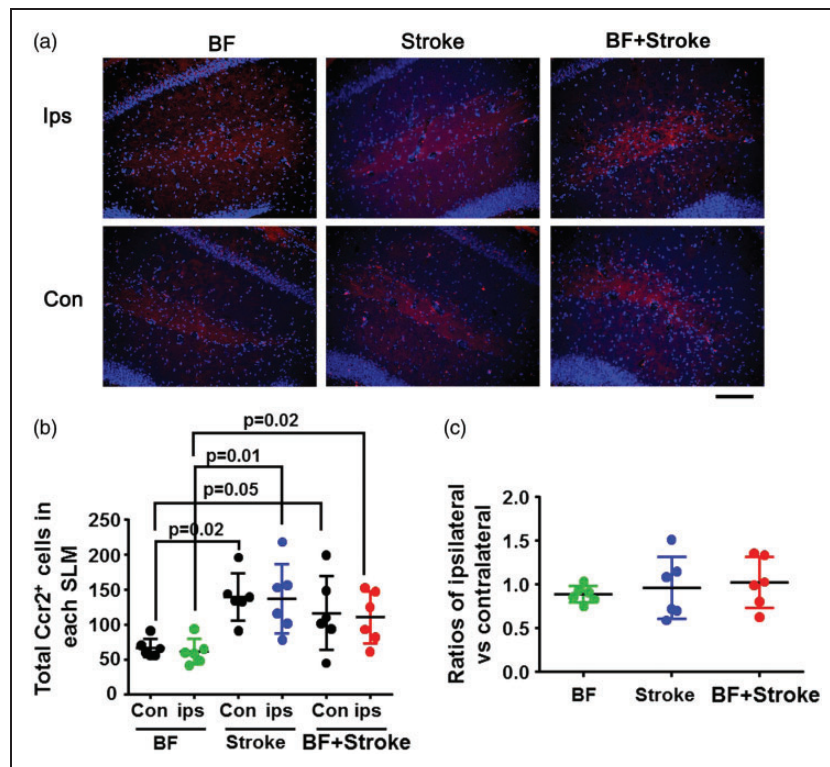 (a)
BF
Stroke
BF+Stroke
Ips
Con
(b)
p=0.02
p=0.01
p=0.05
p=0.02
Total Ccr2+ cells in
each SLM
250
200
150
100
50
0
Con ips Con ips Con ips
BF Stroke BF+Stroke
(c)
Ratios of ipsilateral
vs contralateral
2.0
1.5
1.0
0.5
0.0
BF Stroke BF+Stroke